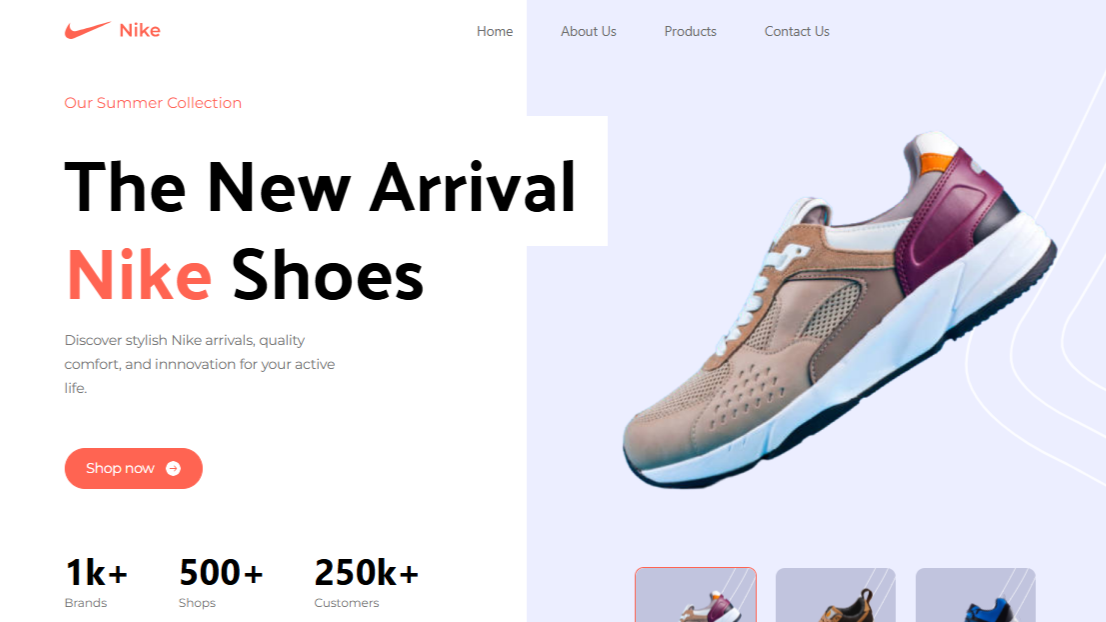 Nike
Home About Us Products Contact Us
Our Summer Collection
The New Arrival
Nike Shoes
Discover stylish Nike arrivals, quality
comfort, and innnovation for your active
life.
Shop now
1k+ 500+ 250k+
Brands Shops Customers